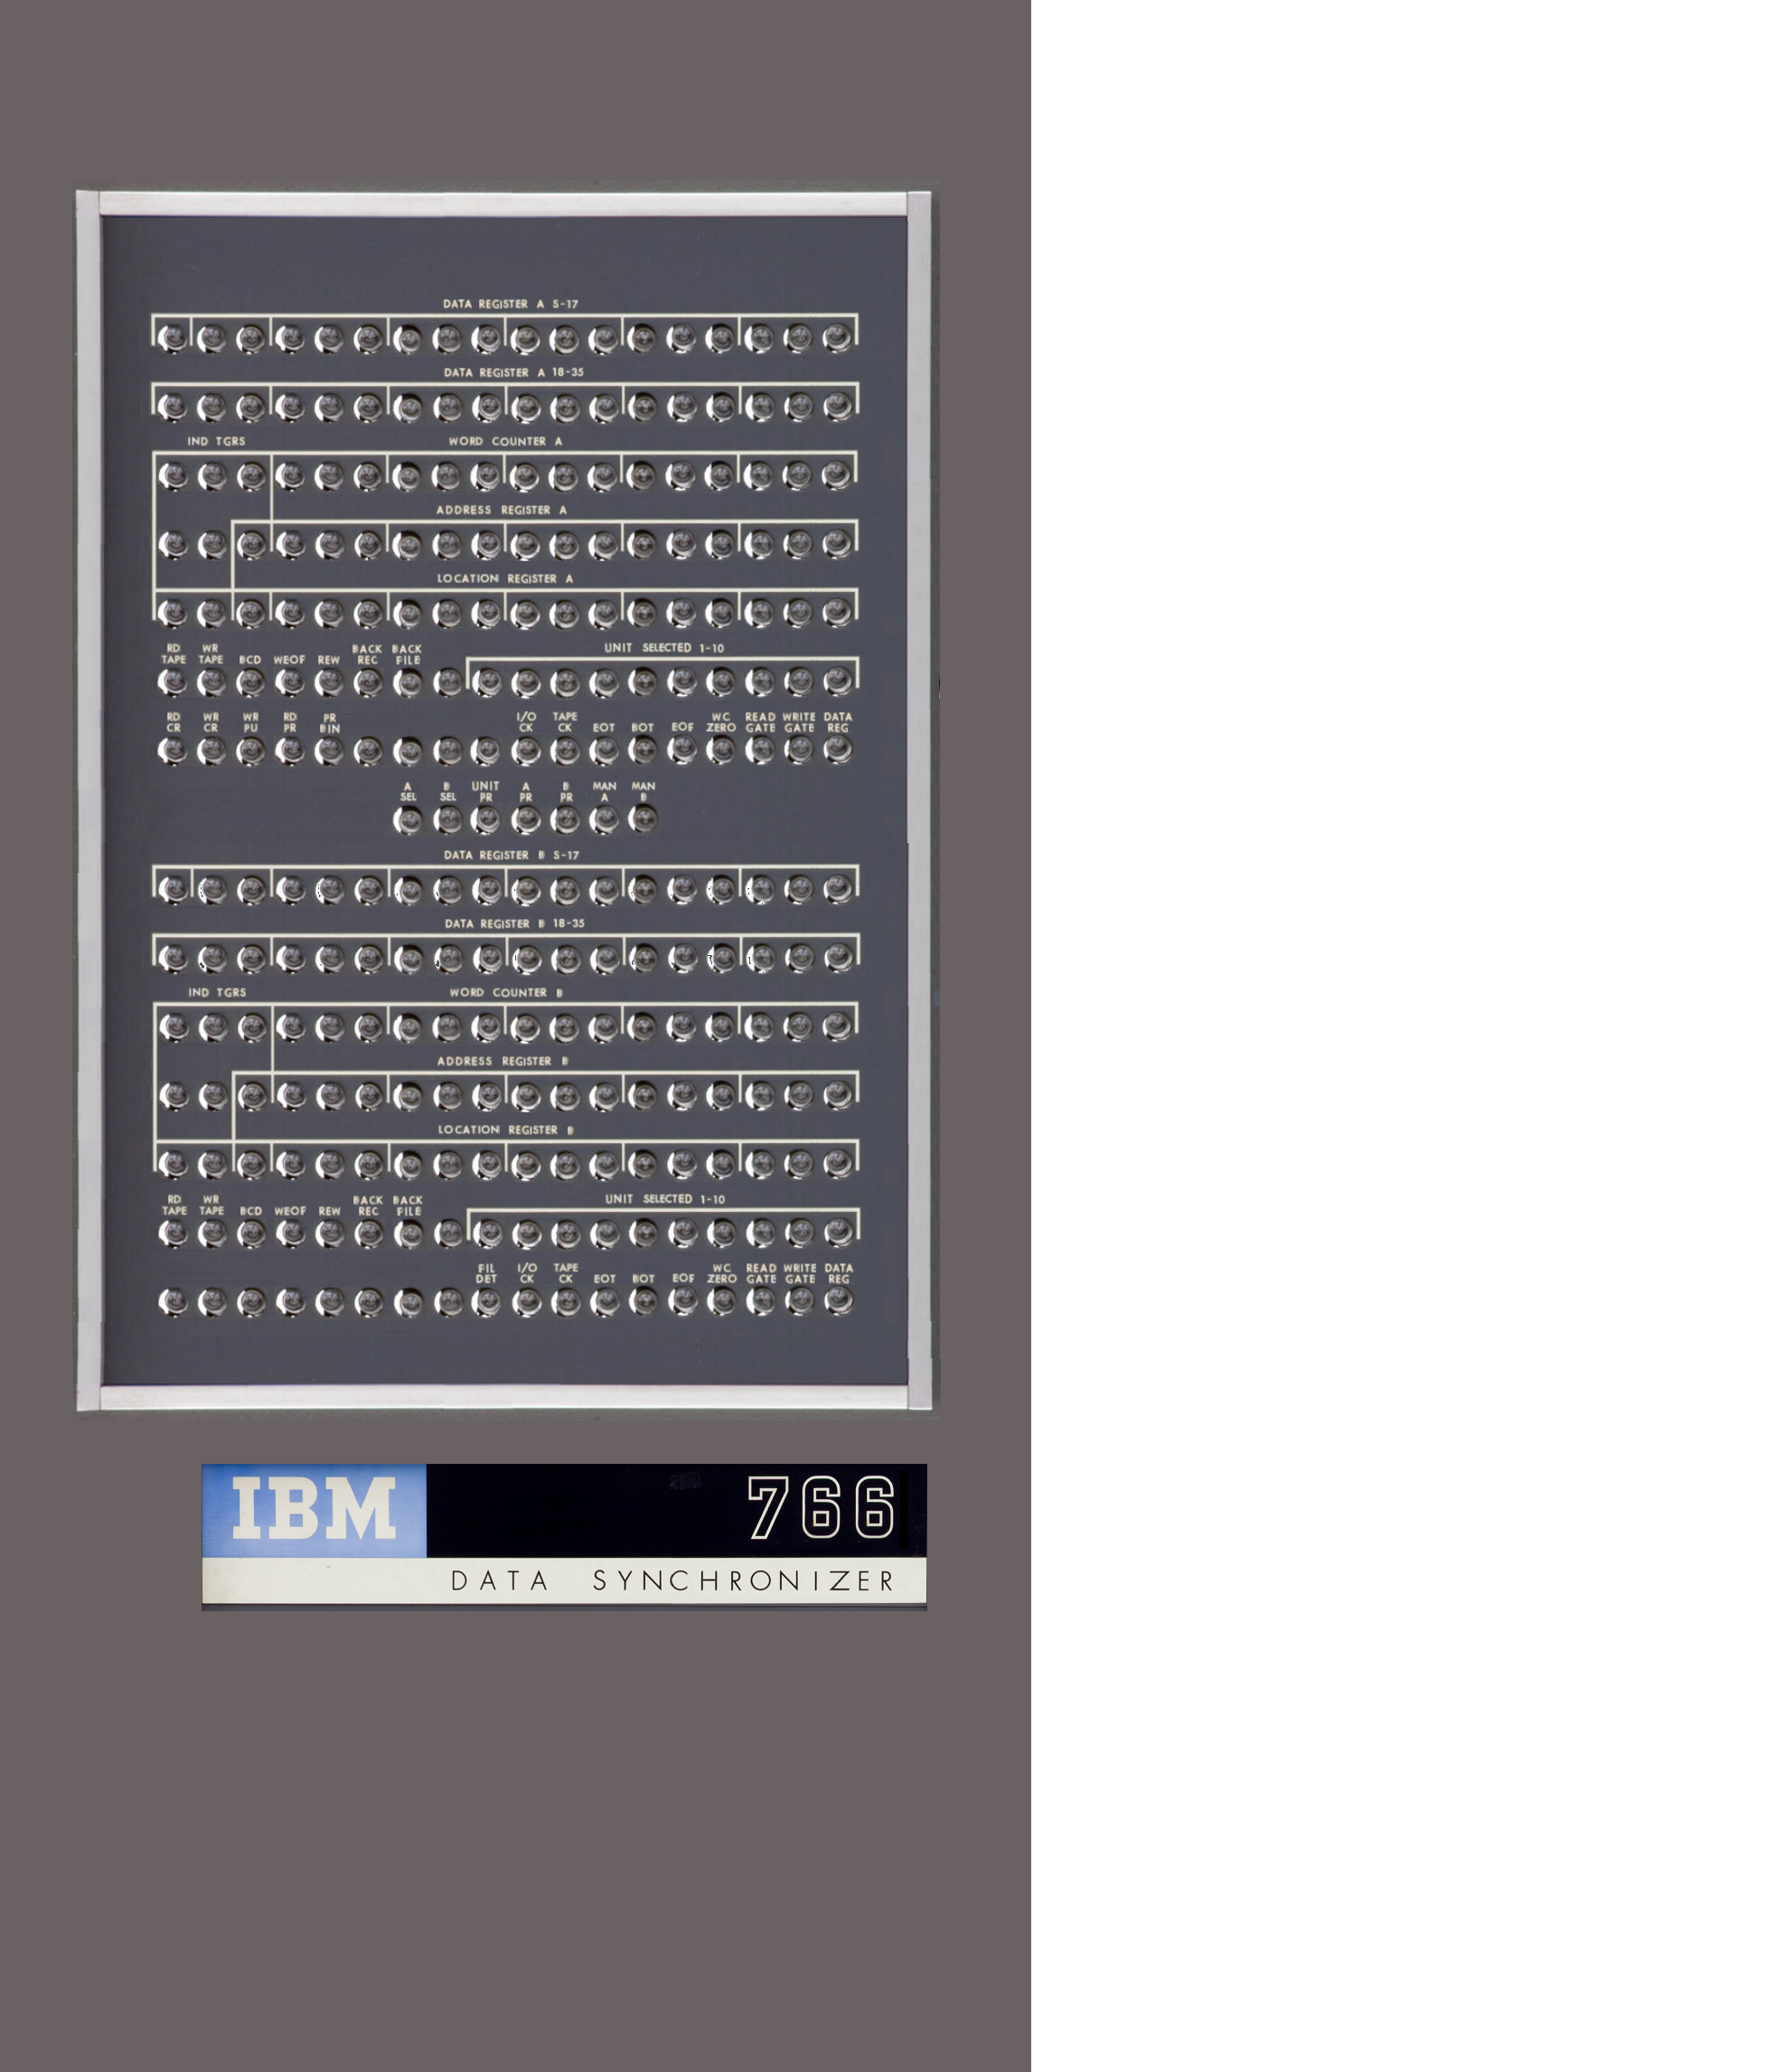 DATA REGISTER A S-17
DATA REGISTER A 18-35
IND TGRS WORD COUNTER A
ADDRESS REGISTER A
LOCATION REGISTER A
RD TAPE WR TAPE BCD WEOF REW BACK REC BACK FILE UNIT SELECTED 1-10
RD CR WR CR WR PU RD PR PR BIN I/O CK TAPE CK EOT BOT EOF WC ZERO READ GATE WRITE GATE DATA REG
A SEL B SEL UNIT PR A PR B PR MAN A MAN B
DATA REGISTER B S-17
DATA REGISTER B 18-35
IND TGRS WORD COUNTER B
ADDRESS REGISTER B
LOCATION REGISTER B
RD TAPE WR TAPE BCD WEOF REW BACK REC BACK FILE UNIT SELECTED 1-10
FIL DET I/O CK TAPE CK EOT BOT EOF WC ZERO READ GATE WRITE GATE DATA REG
IBM 766
DATA SYNCHRONIZER